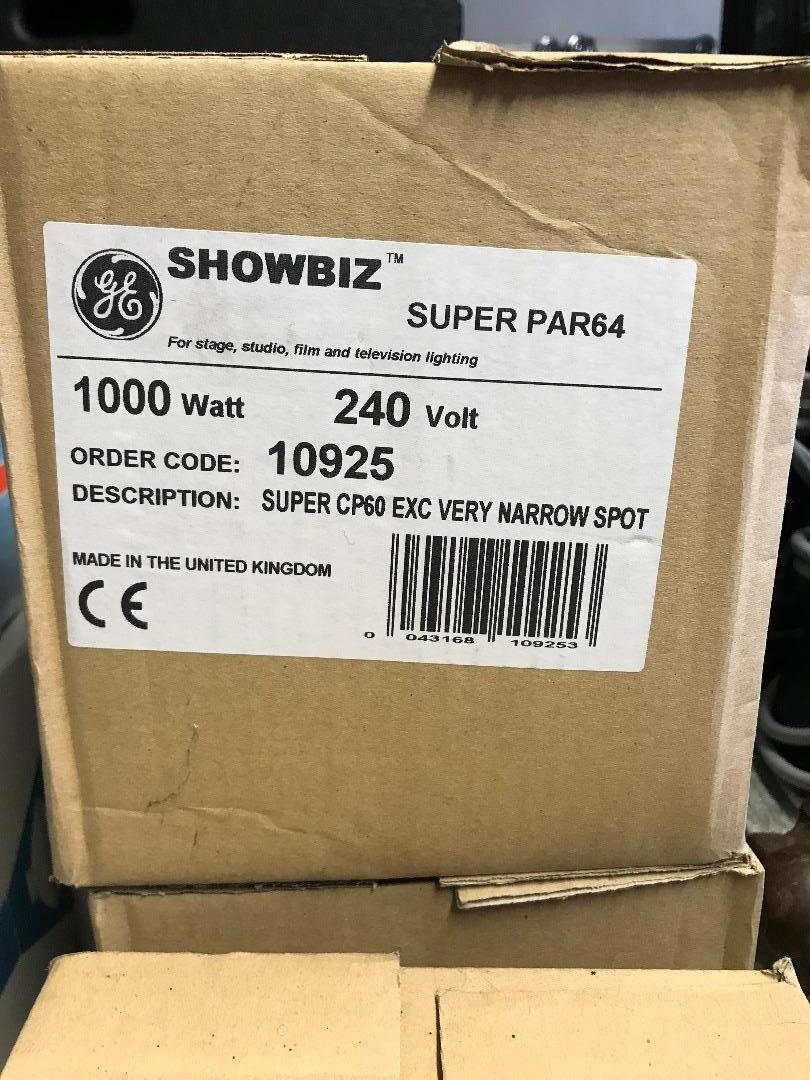 GE
SHOWBIZ™
SUPER PAR64
For stage, studio, film and television lighting
1000 Watt 240 Volt
ORDER CODE: 10925
DESCRIPTION: SUPER CP60 EXC VERY NARROW SPOT
MADE IN THE UNITED KINGDOM
CE
0 043168 109253